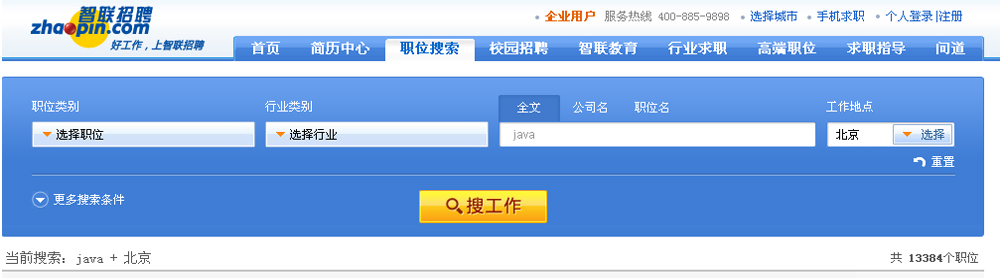 智联招聘
zhaopin.com
好工作，上智联招聘
企业用户 服务热线 400-885-9898 选择城市 手机求职 个人登录|注册
首页 简历中心 职位搜索 校园招聘 智联教育 行业求职 高端职位 求职指导 问道
职位类别 行业类别 全文 公司名 职位名 工作地点
选择职位 选择行业 java 北京 选择
重置
更多搜索条件 搜工作
当前搜索：java + 北京 共 13384个职位